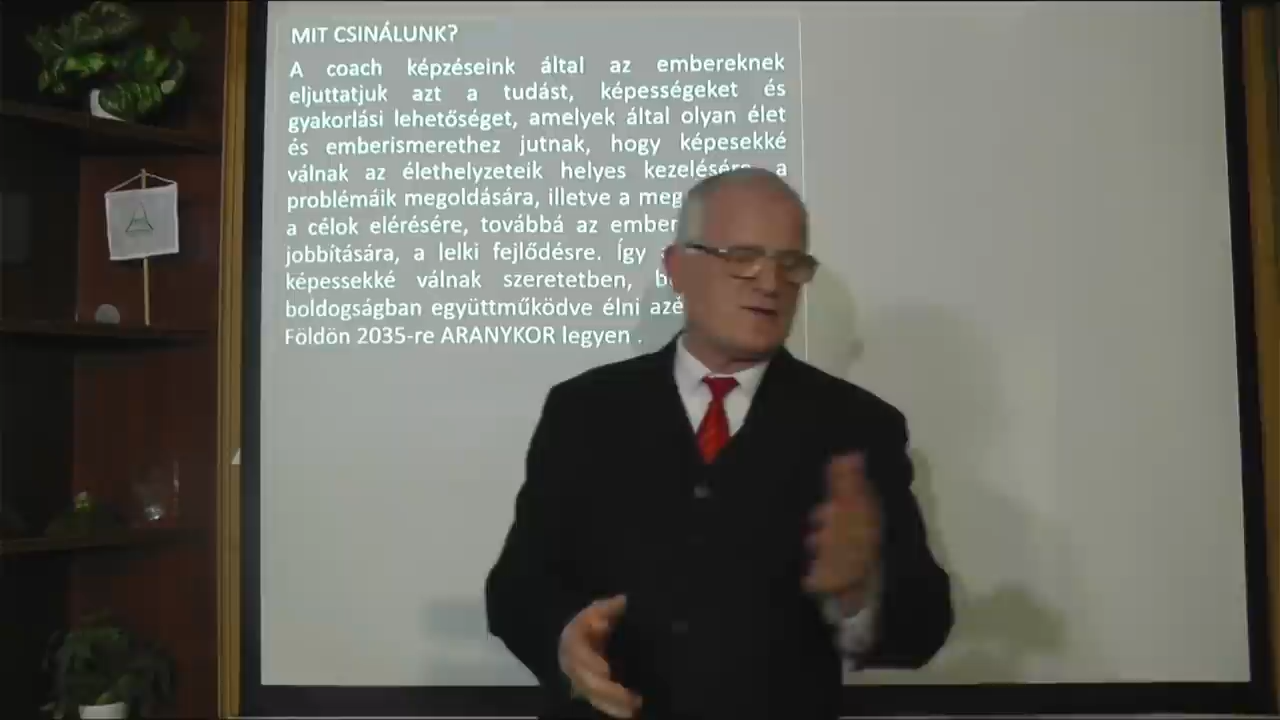 MIT CSINÁLUNK?
A coach képzéseink által az embereknek
eljuttatjuk azt a tudást, képességeket és
gyakorlási lehetőséget, amelyek által olyan élet
és emberismerethez jutnak, hogy képesekké
válnak az élethelyzeteik helyes kezelésére, a
problémáik megoldására, illetve a meg
a célok elérésére, továbbá az ember
jobbítására, a lelki fejlődésre. Így
képessekké válnak szeretetben,
boldogságban együttműködve élni azé
Földön 2035-re ARANYKOR legyen .